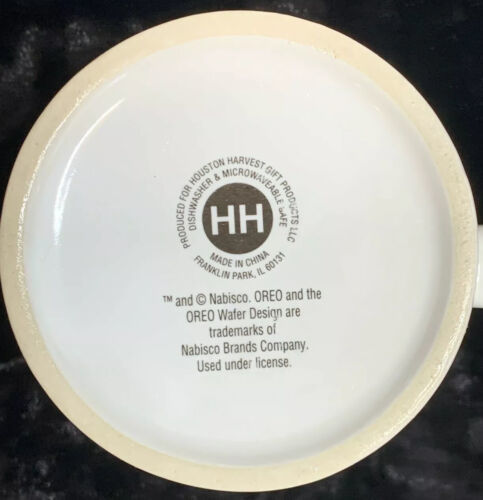 PRODUCED FOR HOUSTON HARVEST GIFT PRODUCTS LLC
DISHWASHER & MICROWAVEABLE SAFE
HH
MADE IN CHINA
FRANKLIN PARK, IL 60131
™ and © Nabisco. OREO and the
OREO Wafer Design are
trademarks of
Nabisco Brands Company.
Used under license.